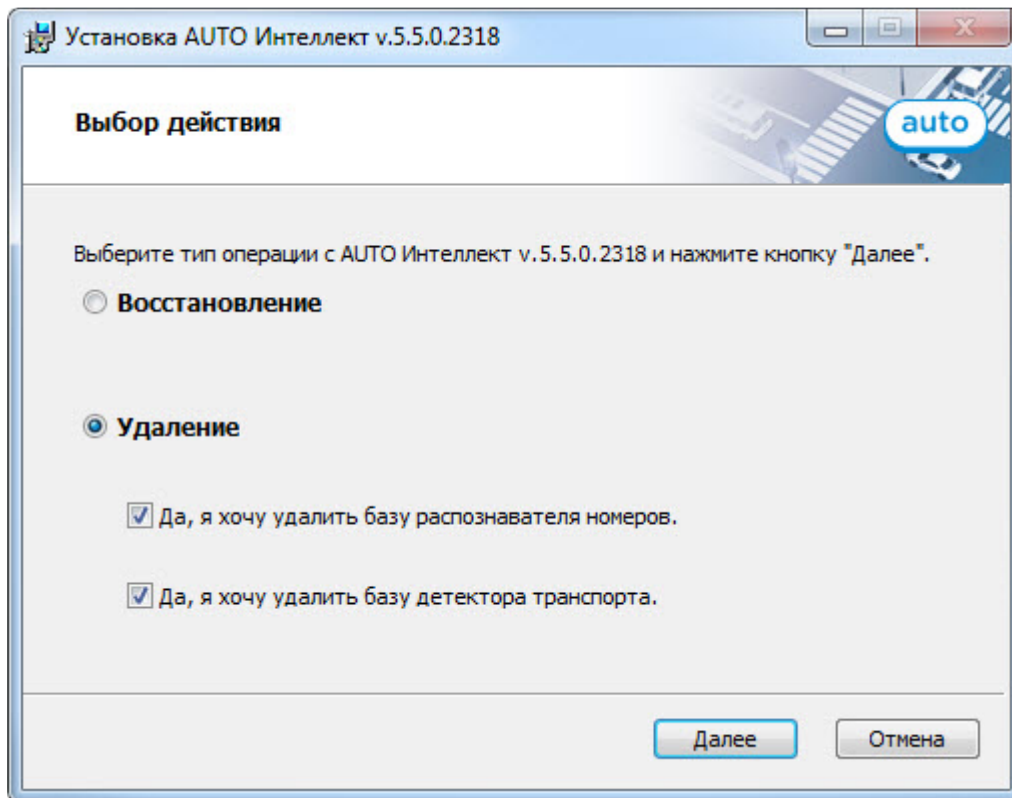 Установка AUTO Интеллект v.5.5.0.2318
Выбор действия
auto
Выберите тип операции с AUTO Интеллект v.5.5.0.2318 и нажмите кнопку "Далее".
Восстановление
Удаление
Да, я хочу удалить базу распознавателя номеров.
Да, я хочу удалить базу детектора транспорта.
Далее Отмена